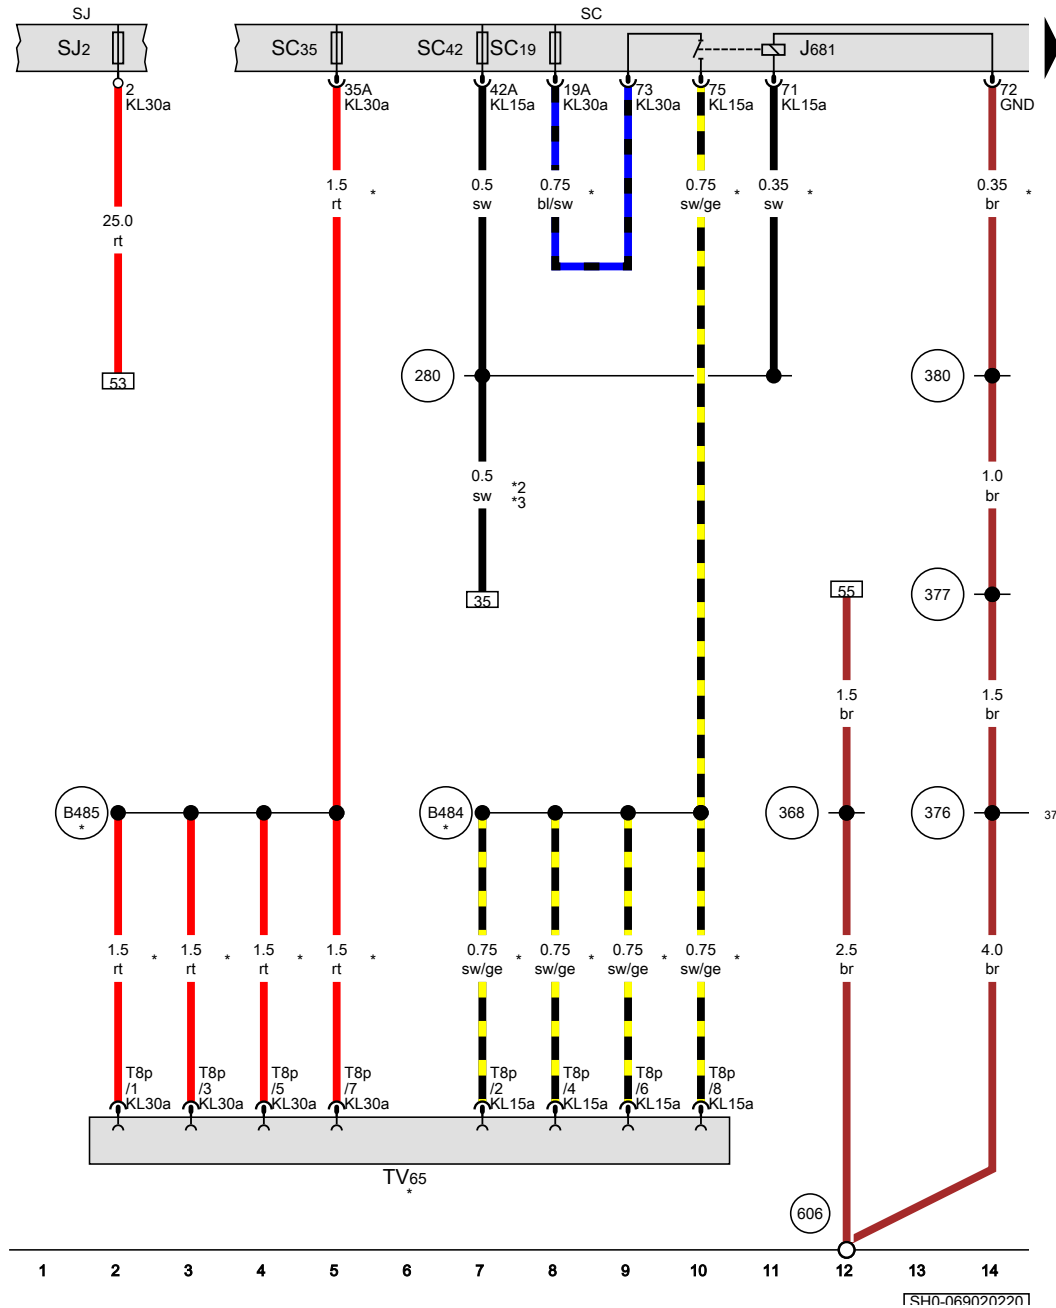 SJ
SC
SJ2
SC35
SC42
SC19
J681
2
KL30a
35A
KL30a
42A
KL15a
19A
KL30a
73
KL30a
75
KL15a
71
KL15a
72
GND
1.5
rt
*
0.5
sw
0.75
bl/sw
*
0.75
sw/ge
*
0.35
sw
*
0.35
br
*
25.0
rt
53
280
380
0.5
sw
*2
*3
1.0
br
35
55
377
1.5
br
1.5
br
B485
*
B484
*
368
376
37
1.5
rt
*
1.5
rt
*
1.5
rt
*
1.5
rt
*
0.75
sw/ge
*
0.75
sw/ge
*
0.75
sw/ge
*
0.75
sw/ge
*
2.5
br
4.0
br
T8p
/1
KL30a
T8p
/3
KL30a
T8p
/5
KL30a
T8p
/7
KL30a
T8p
/2
KL15a
T8p
/4
KL15a
T8p
/6
KL15a
T8p
/8
KL15a
TV65
*
606
1 2 3 4 5 6 7 8 9 10 11 12 13 14
SH0-069020220